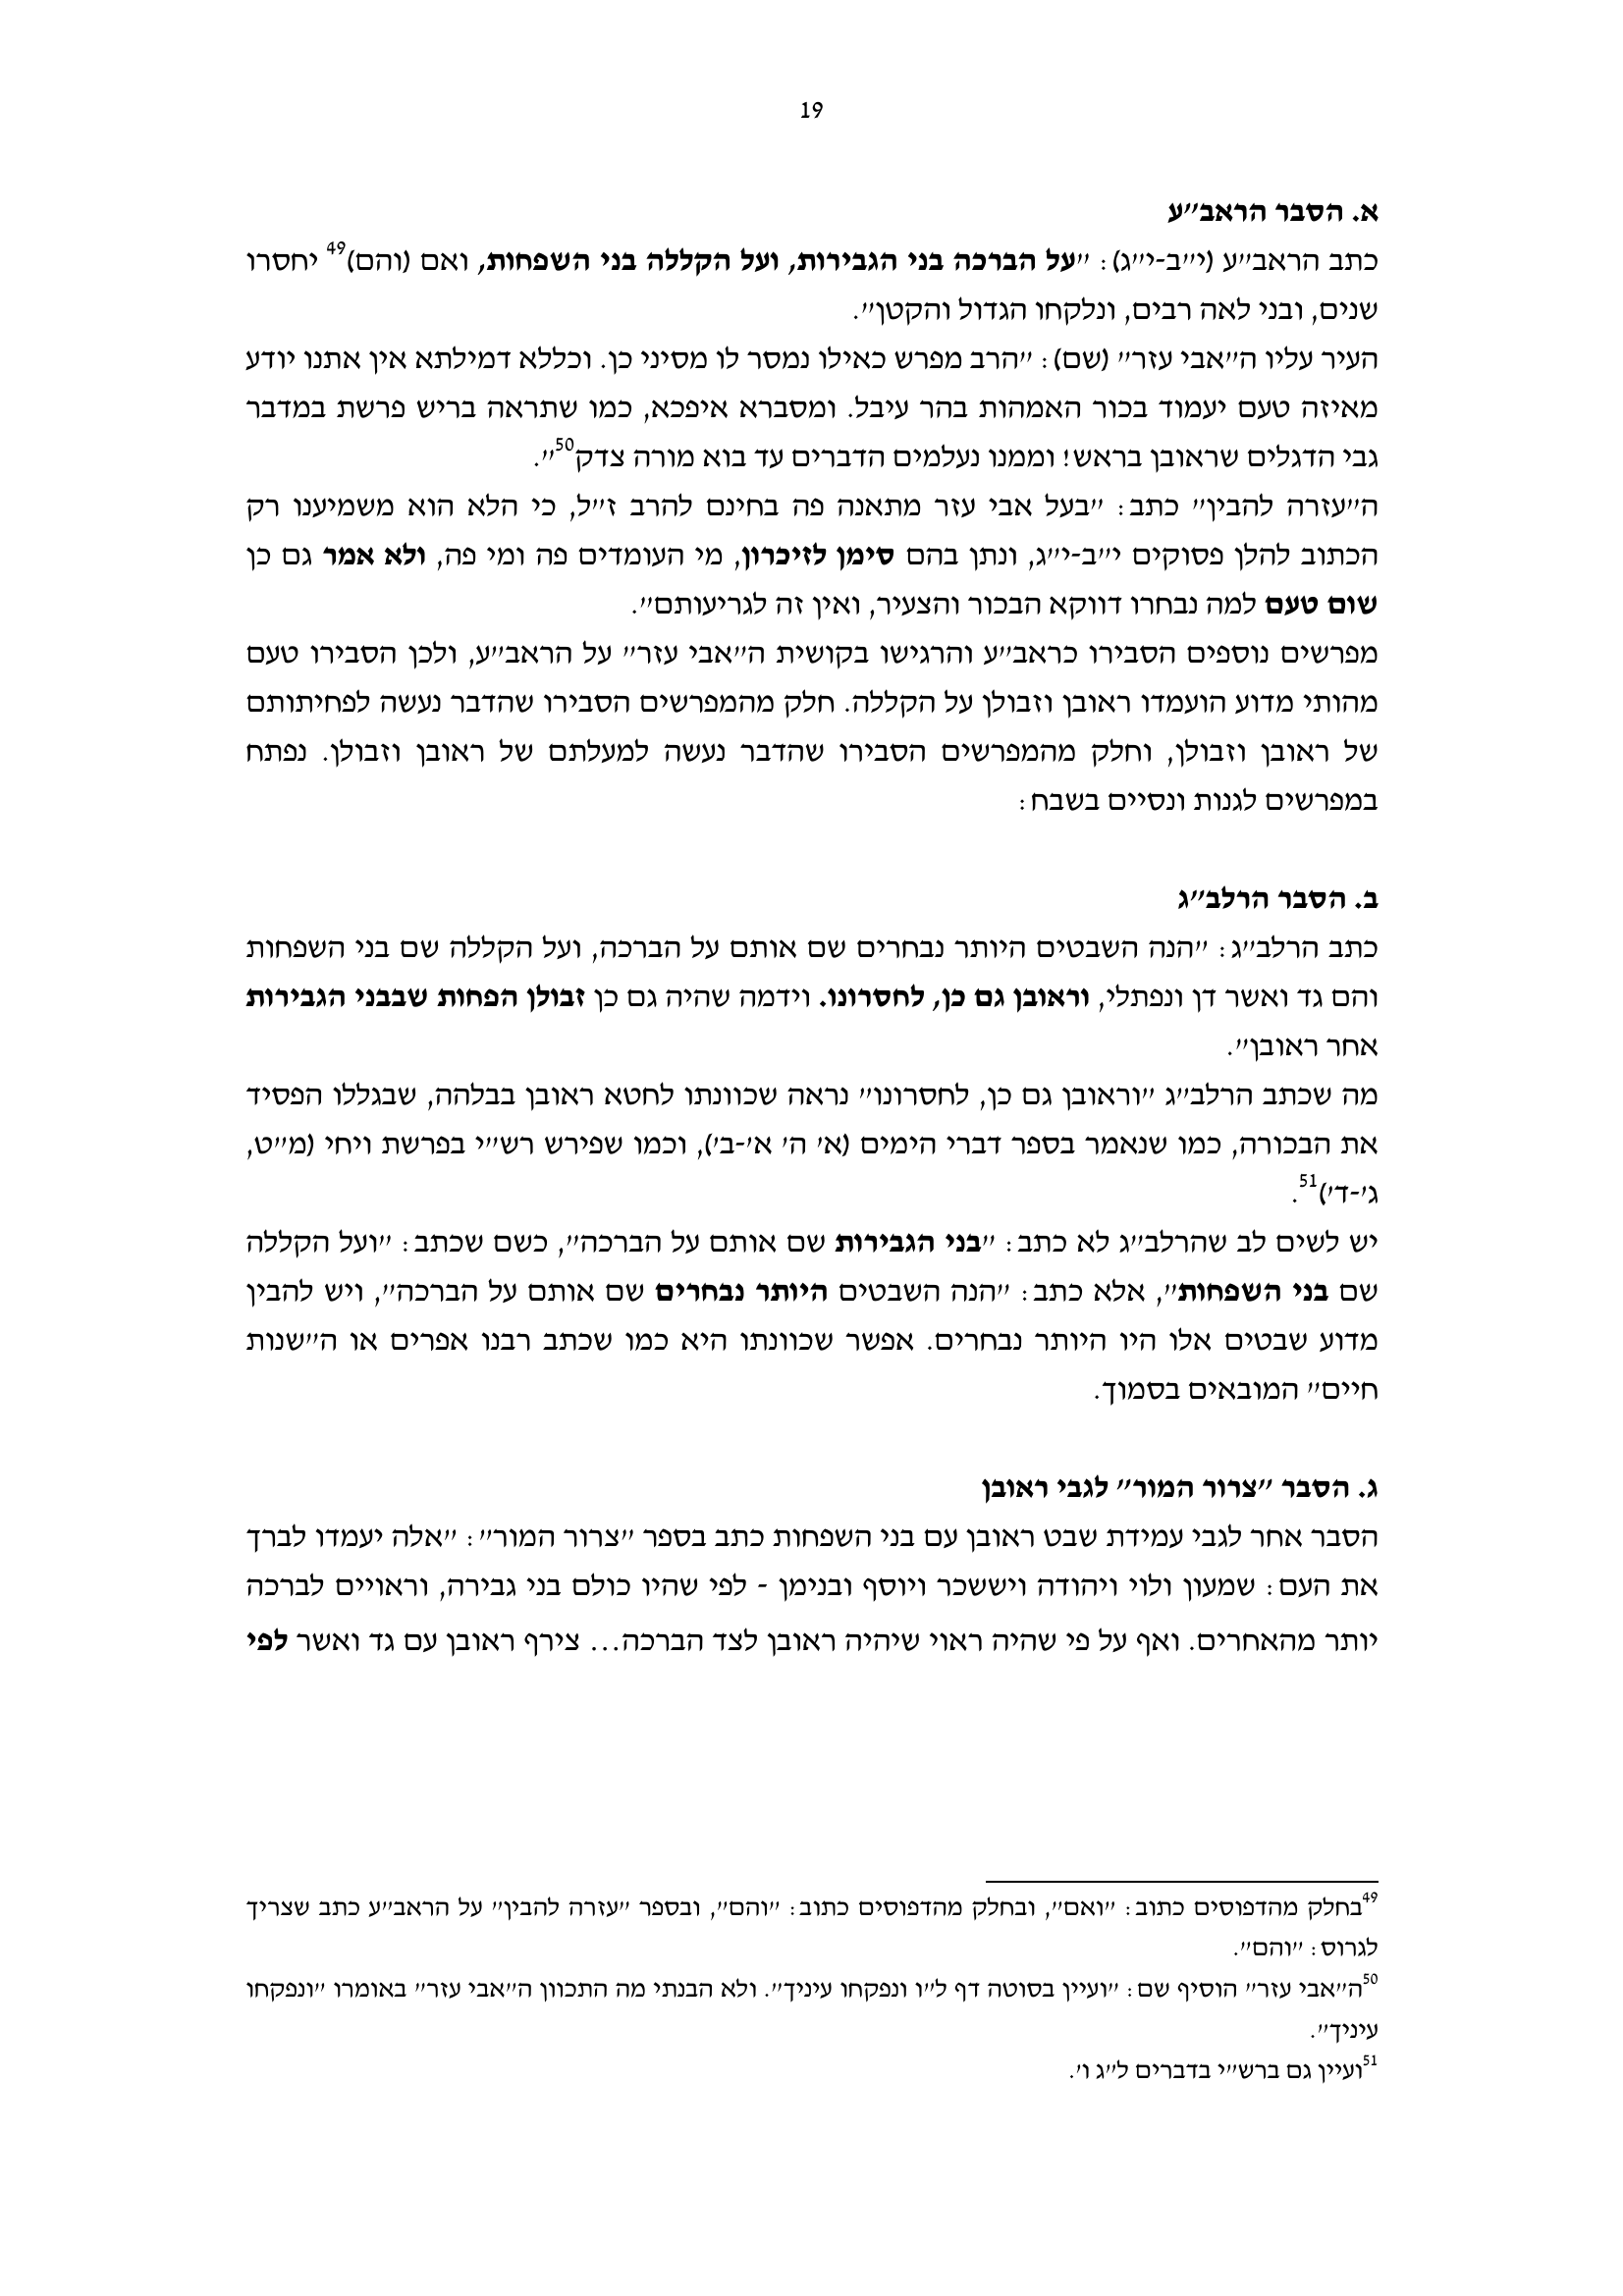 19
א. הסבר הראב״ע
כתב הראב״ע (י״ב-י״ג): ״על הברכה בני הגבירות, ועל הקללה בני השפחות, ואם (והם)49 יחסרו
שנים, ובני לאה רבים, ונלקחו הגדול והקטן״.
העיר עליו ה״אבי עזר״ (שם): ״הרב מפרש כאילו נמסר לו מסיני כן. וכללא דמילתא אין אתנו יודע
מאיזה טעם יעמוד בכור האמהות בהר עיבל. ומסברא איפכא, כמו שתראה בריש פרשת במדבר
גבי הדגלים שראובן בראש! וממנו נעלמים הדברים עד בוא מורה צדק50״.
ה״עזרה להבין״ כתב: ״בעל אבי עזר מתאנה פה בחינם להרב ז״ל, כי הלא הוא משמיענו רק
הכתוב להלן פסוקים י״ב-י״ג, ונתן בהם סימן לזיכרון, מי העומדים פה ומי פה, ולא אמר גם כן
שום טעם למה נבחרו דווקא הבכור והצעיר, ואין זה לגריעותם״.
מפרשים נוספים הסבירו כראב״ע והרגישו בקושית ה״אבי עזר״ על הראב״ע, ולכן הסבירו טעם
מהותי מדוע הועמדו ראובן וזבולן על הקללה. חלק מהמפרשים הסבירו שהדבר נעשה לפחיתותם
של ראובן וזבולן, וחלק מהמפרשים הסבירו שהדבר נעשה למעלתם של ראובן וזבולן. נפתח
במפרשים לגנות ונסיים בשבח:
ב. הסבר הרלב״ג
כתב הרלב״ג: ״הנה השבטים היותר נבחרים שם אותם על הברכה, ועל הקללה שם בני השפחות
והם גד ואשר דן ונפתלי, וראובן גם כן, לחסרונו. וידמה שהיה גם כן זבולן הפחות שבבני הגבירות
אחר ראובן״.
מה שכתב הרלב״ג ״וראובן גם כן, לחסרונו״ נראה שכוונתו לחטא ראובן בבלהה, שבגללו הפסיד
את הבכורה, כמו שנאמר בספר דברי הימים (א׳ ה׳ א׳-ב׳), וכמו שפירש רש״י בפרשת ויחי (מ״ט,
ג׳-ד׳)51.
יש לשים לב שהרלב״ג לא כתב: ״בני הגבירות שם אותם על הברכה״, כשם שכתב: ״ועל הקללה
שם בני השפחות״, אלא כתב: ״הנה השבטים היותר נבחרים שם אותם על הברכה״, ויש להבין
מדוע שבטים אלו היו היותר נבחרים. אפשר שכוונתו היא כמו שכתב רבנו אפרים או ה״שנות
חיים״ המובאים בסמוך.
ג. הסבר ״צרור המור״ לגבי ראובן
הסבר אחר לגבי עמידת שבט ראובן עם בני השפחות כתב בספר ״צרור המור״: ״אלה יעמדו לברך
את העם: שמעון ולוי ויהודה ויששכר ויוסף ובנימן - לפי שהיו כולם בני גבירה, וראויים לברכה
יותר מהאחרים. ואף על פי שהיה ראוי שיהיה ראובן לצד הברכה... צירף ראובן עם גד ואשר לפי
49בחלק מהדפוסים כתוב: ״ואם״, ובחלק מהדפוסים כתוב: ״והם״, ובספר ״עזרה להבין״ על הראב״ע כתב שצריך
לגרוס: ״והם״.
50ה״אבי עזר״ הוסיף שם: ״ועיין בסוטה דף ל״ו ונפקחו עיניך״. ולא הבנתי מה התכוון ה״אבי עזר״ באומרו ״ונפקחו
עיניך״.
51ועיין גם ברש״י בדברים ל״ג ו׳.